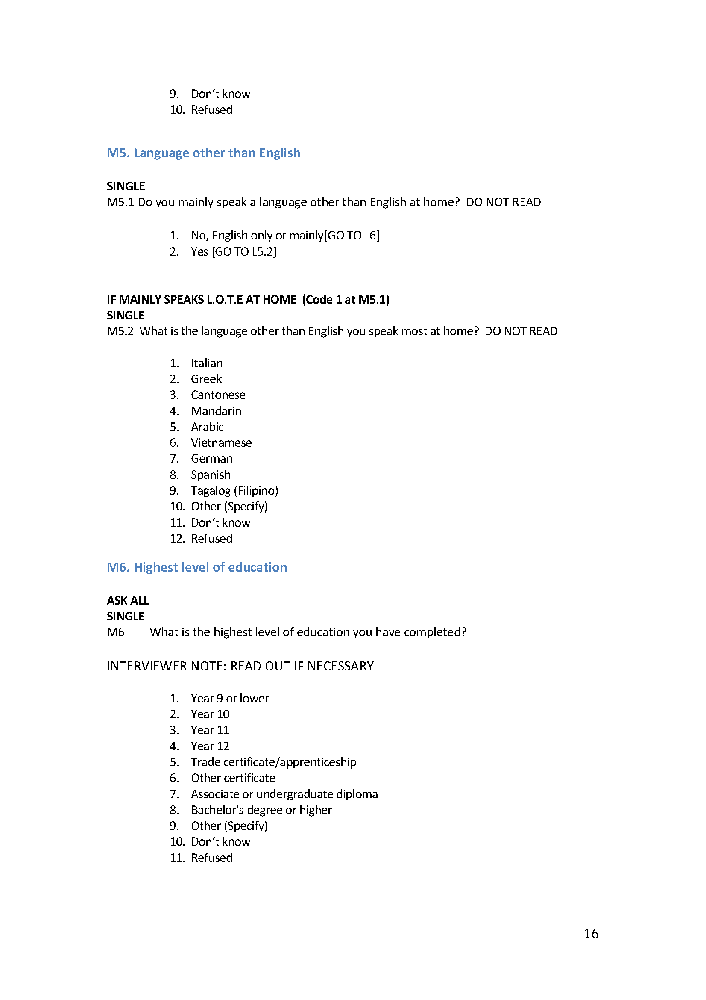 9. Don’t know
10. Refused
M5. Language other than English
SINGLE
M5.1 Do you mainly speak a language other than English at home? DO NOT READ
1. No, English only or mainly[GO TO L6]
2. Yes [GO TO L5.2]
IF MAINLY SPEAKS L.O.T.E AT HOME (Code 1 at M5.1)
SINGLE
M5.2 What is the language other than English you speak most at home? DO NOT READ
1. Italian
2. Greek
3. Cantonese
4. Mandarin
5. Arabic
6. Vietnamese
7. German
8. Spanish
9. Tagalog (Filipino)
10. Other (Specify)
11. Don’t know
12. Refused
M6. Highest level of education
ASK ALL
SINGLE
M6 What is the highest level of education you have completed?
INTERVIEWER NOTE: READ OUT IF NECESSARY
1. Year 9 or lower
2. Year 10
3. Year 11
4. Year 12
5. Trade certificate/apprenticeship
6. Other certificate
7. Associate or undergraduate diploma
8. Bachelor's degree or higher
9. Other (Specify)
10. Don’t know
11. Refused
16